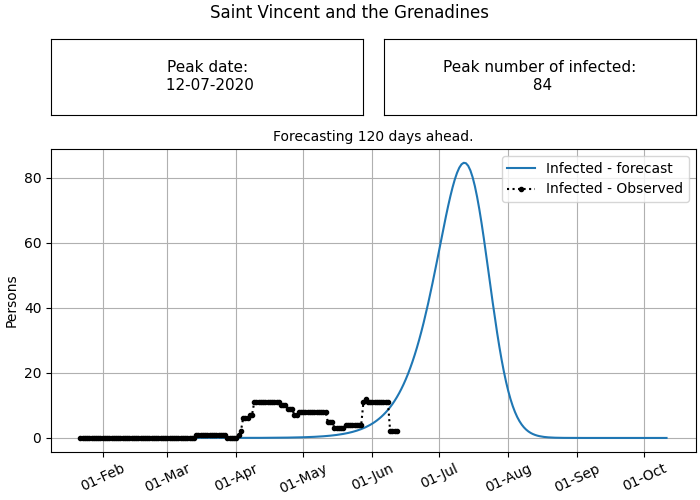 Saint Vincent and the Grenadines
Peak date:
12-07-2020
Peak number of infected:
84
Forecasting 120 days ahead.
Infected - forecast
Infected - Observed
Persons
80
60
40
20
0
01-Feb
01-Mar
01-Apr
01-May
01-Jun
01-Jul
01-Aug
01-Sep
01-Oct